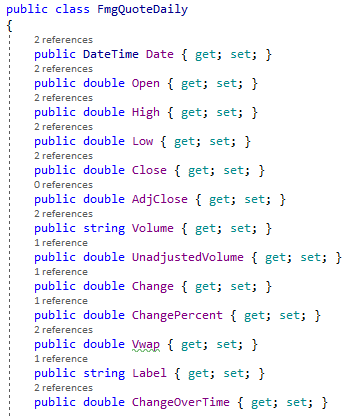 public class FmgQuoteDaily
{
2 references
public DateTime Date { get; set; }
2 references
public double Open { get; set; }
2 references
public double High { get; set; }
2 references
public double Low { get; set; }
2 references
public double Close { get; set; }
0 references
public double AdjClose { get; set; }
2 references
public string Volume { get; set; }
1 reference
public double UnadjustedVolume { get; set; }
1 reference
public double Change { get; set; }
1 reference
public double ChangePercent { get; set; }
2 references
public double Vwap { get; set; }
1 reference
public string Label { get; set; }
2 references
public double ChangeOverTime { get; set; }